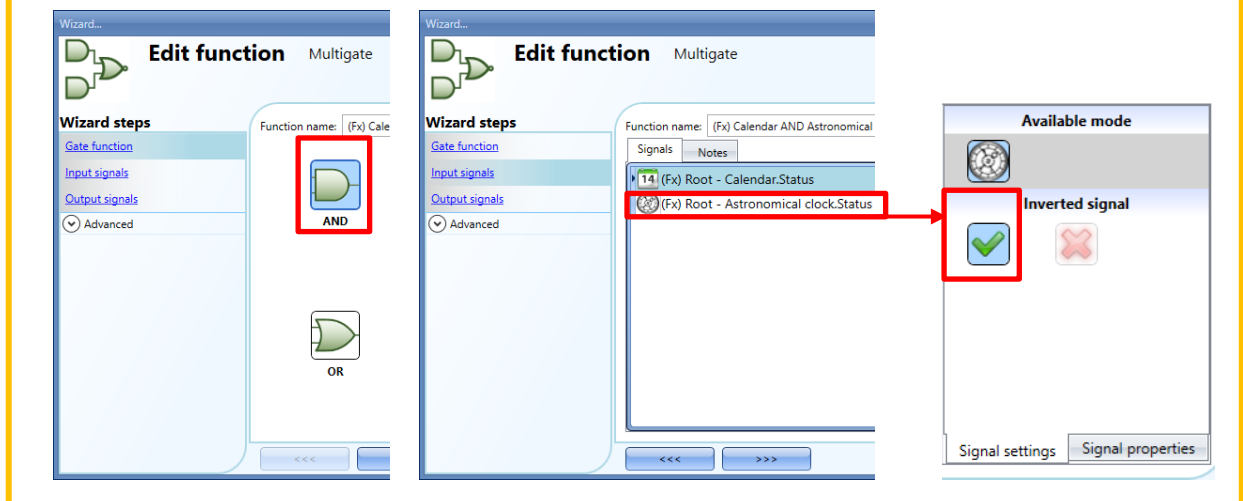 Wizard...
Edit function Multigate
Wizard steps
Gate function
Input signals
Output signals
Advanced
Function name: (Fx) Cale
AND
OR
<<<
Wizard...
Edit function Multigate
Wizard steps
Gate function
Input signals
Output signals
Advanced
Function name: (Fx) Calendar AND Astronomical
Signals Notes
14 (Fx) Root - Calendar.Status
(Fx) Root - Astronomical clock.Status
<<< >>>
Available mode
Inverted signal
Signal settings Signal properties